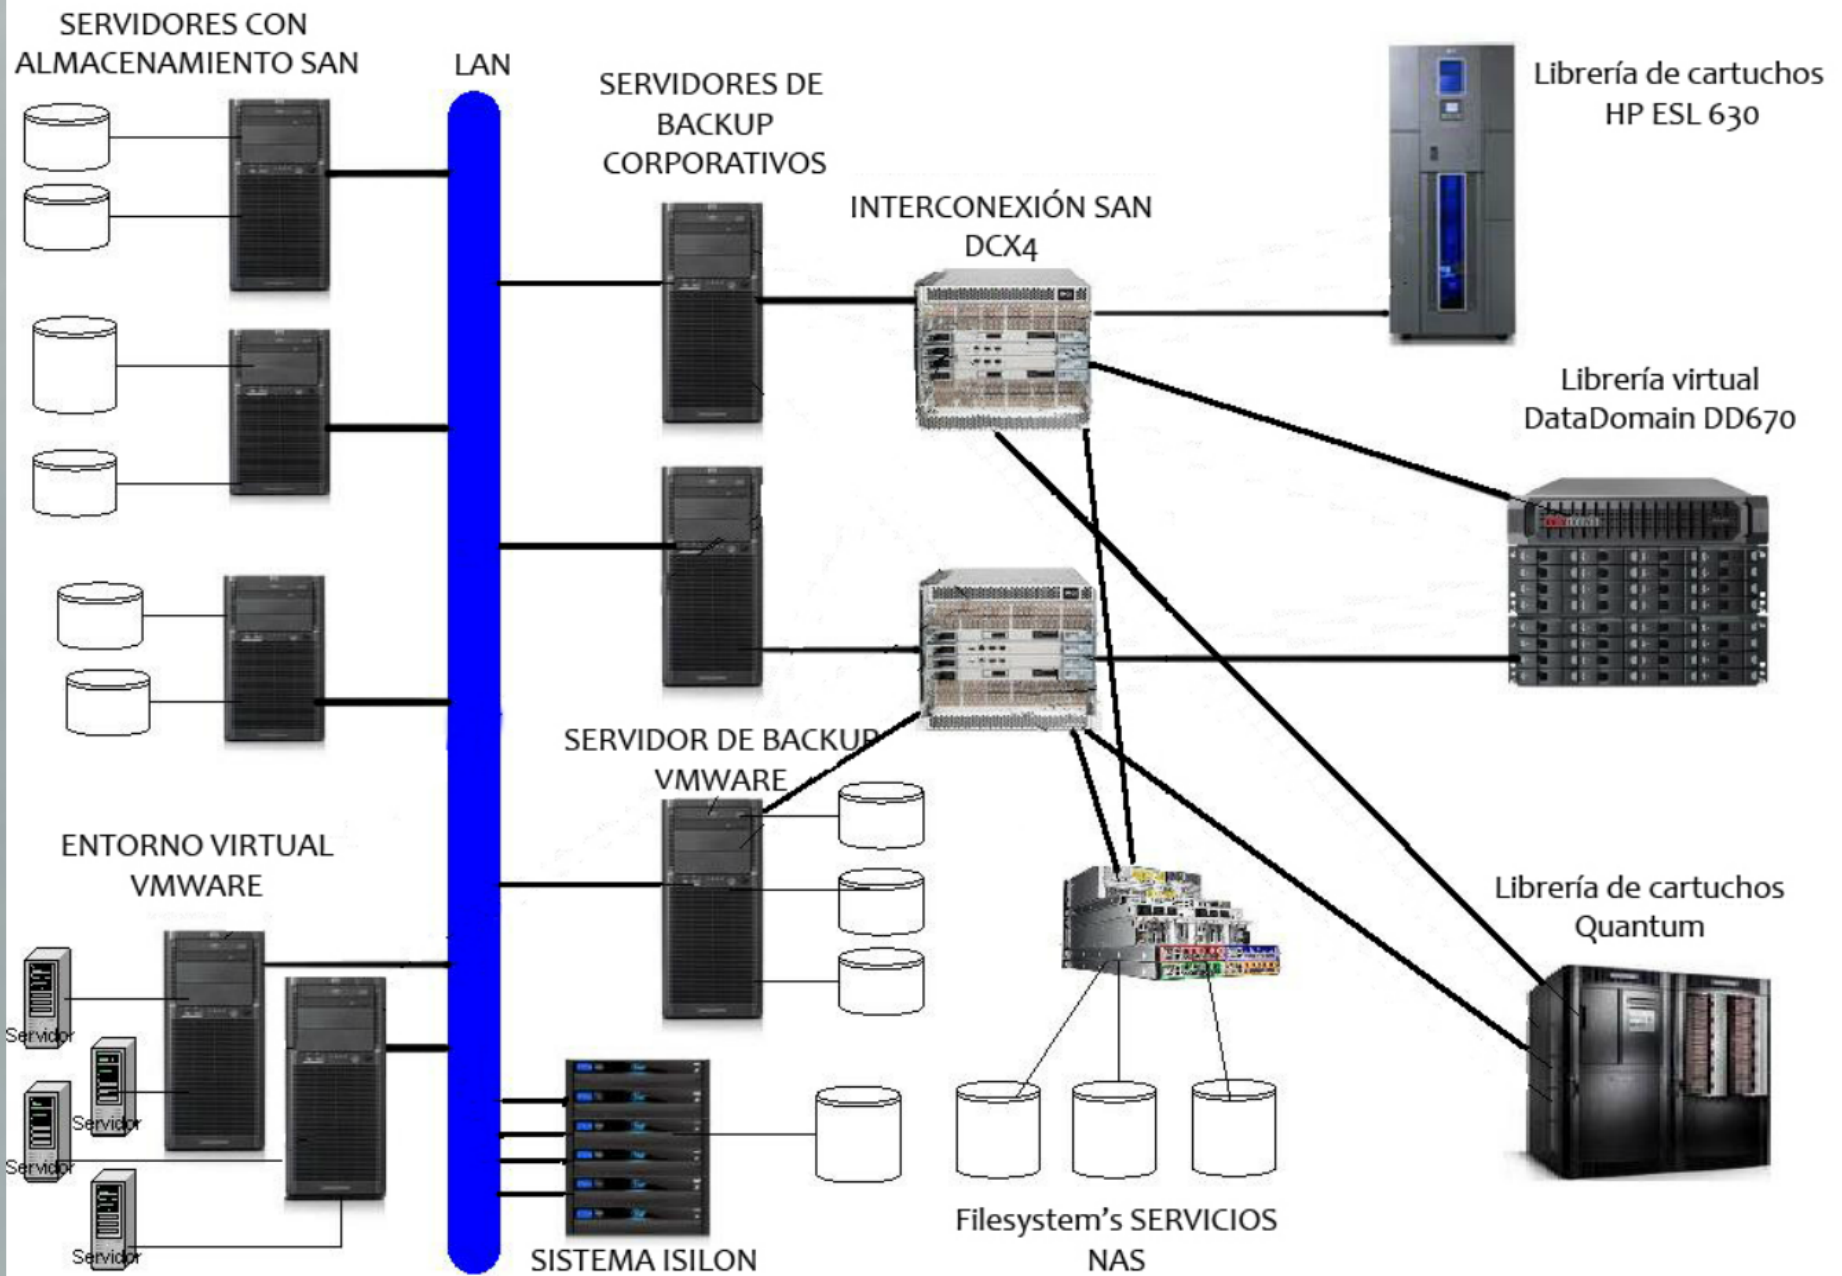 SERVIDORES CON
ALMACENAMIENTO SAN
LAN
SERVIDORES DE
BACKUP
CORPORATIVOS
INTERCONEXIÓN SAN
DCX4
Librería de cartuchos
HP ESL 630
Librería virtual
DataDomain DD670
SERVIDOR DE BACKUP
VMWARE
ENTORNO VIRTUAL
VMWARE
Librería de cartuchos
Quantum
Servidor
Servidor
Servidor
Servidor
Filesystem's SERVICIOS
NAS
SISTEMA ISILON